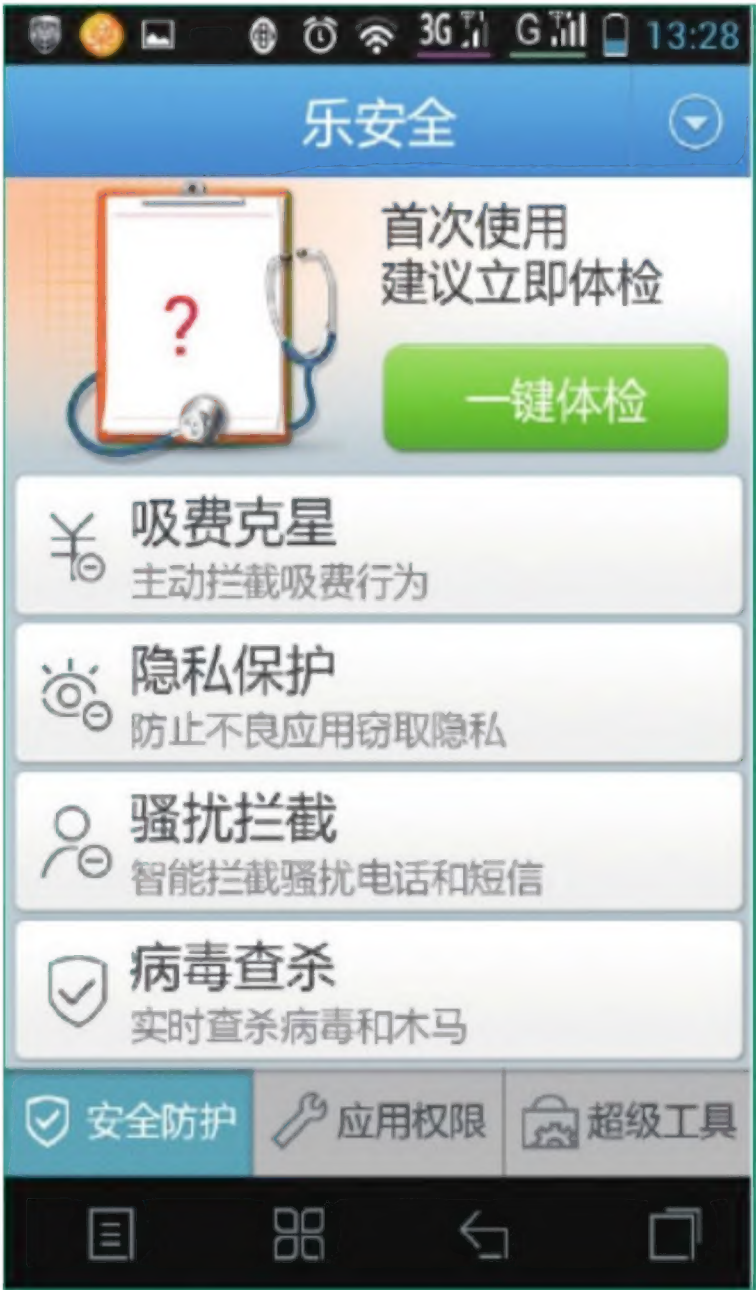 3G G 13:28
乐安全
首次使用
建议立即体检
?
一键体检
吸费克星
主动拦截吸费行为
隐私保护
防止不良应用窃取隐私
骚扰拦截
智能拦截骚扰电话和短信
病毒查杀
实时查杀病毒和木马
安全防护 应用权限 超级工具